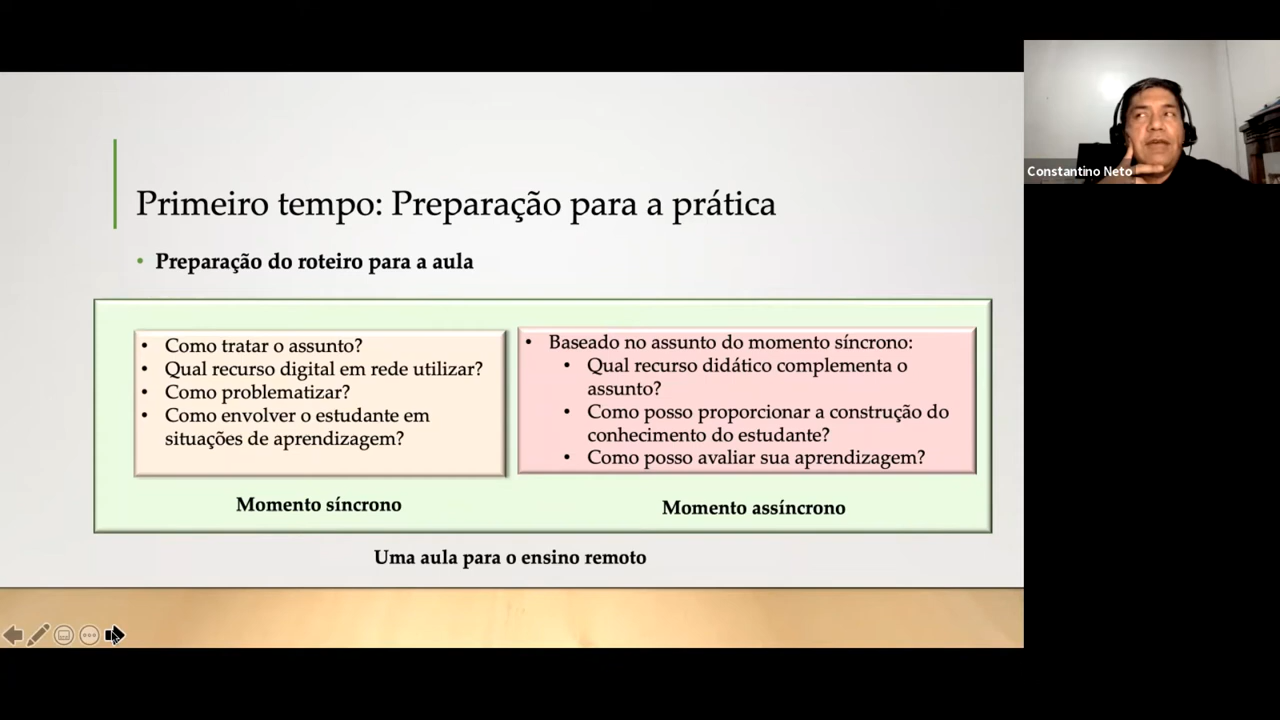 Primeiro tempo: Preparação para a prática
• Preparação do roteiro para a aula
• Como tratar o assunto?
• Qual recurso digital em rede utilizar?
• Como problematizar?
• Como envolver o estudante em
situações de aprendizagem?
Momento síncrono
• Baseado no assunto do momento síncrono:
• Qual recurso didático complementa o
assunto?
• Como posso proporcionar a construção do
conhecimento do estudante?
• Como posso avaliar sua aprendizagem?
Momento assíncrono
Uma aula para o ensino remoto
Constantino Neto